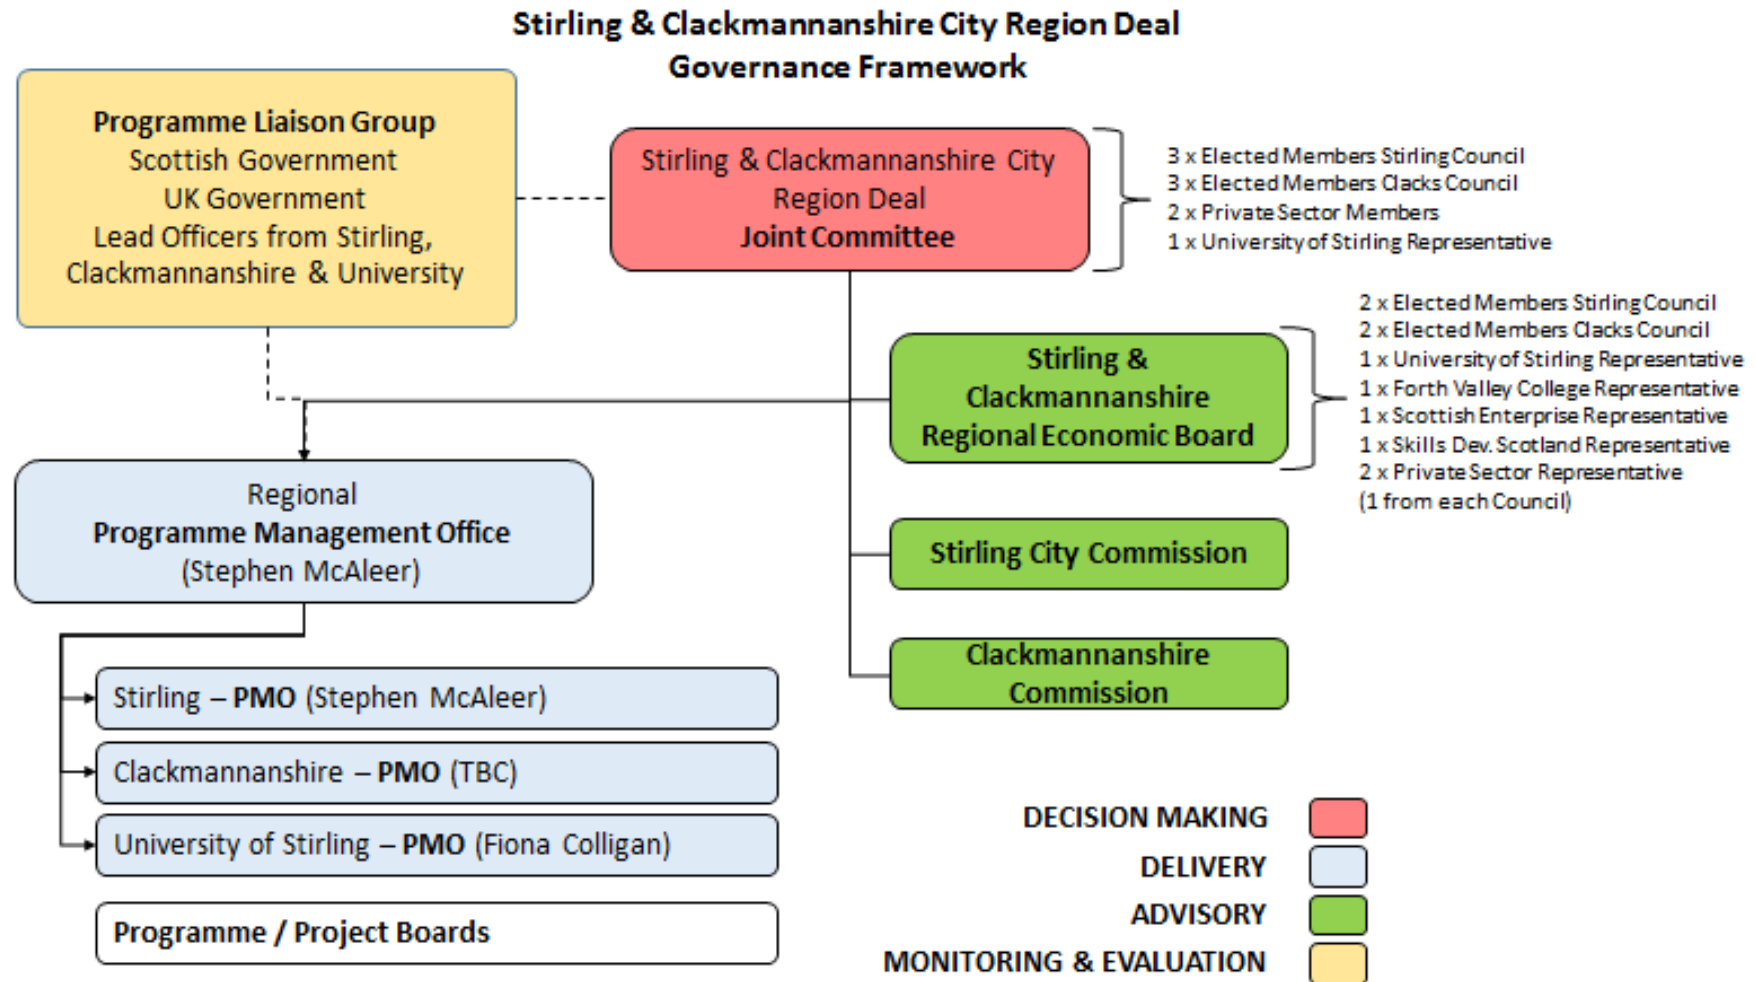 Stirling & Clackmannanshire City Region Deal
Governance Framework
Programme Liaison Group
Scottish Government
UK Government
Lead Officers from Stirling,
Clackmannanshire & University
Stirling & Clackmannanshire City
Region Deal
Joint Committee
3 x Elected Members Stirling Council
3 x Elected Members Clacks Council
2 x Private Sector Members
1 x University of Stirling Representative
Stirling &
Clackmannanshire
Regional Economic Board
2 x Elected Members Stirling Council
2 x Elected Members Clacks Council
1 x University of Stirling Representative
1 x Forth Valley College Representative
1 x Scottish Enterprise Representative
1 x Skills Dev. Scotland Representative
2 x Private Sector Representative
(1 from each Council)
Regional
Programme Management Office
(Stephen McAleer)
Stirling City Commission
Clackmannanshire
Commission
Stirling – PMO (Stephen McAleer)
Clackmannanshire – PMO (TBC)
University of Stirling – PMO (Fiona Colligan)
Programme / Project Boards
DECISION MAKING
DELIVERY
ADVISORY
MONITORING & EVALUATION